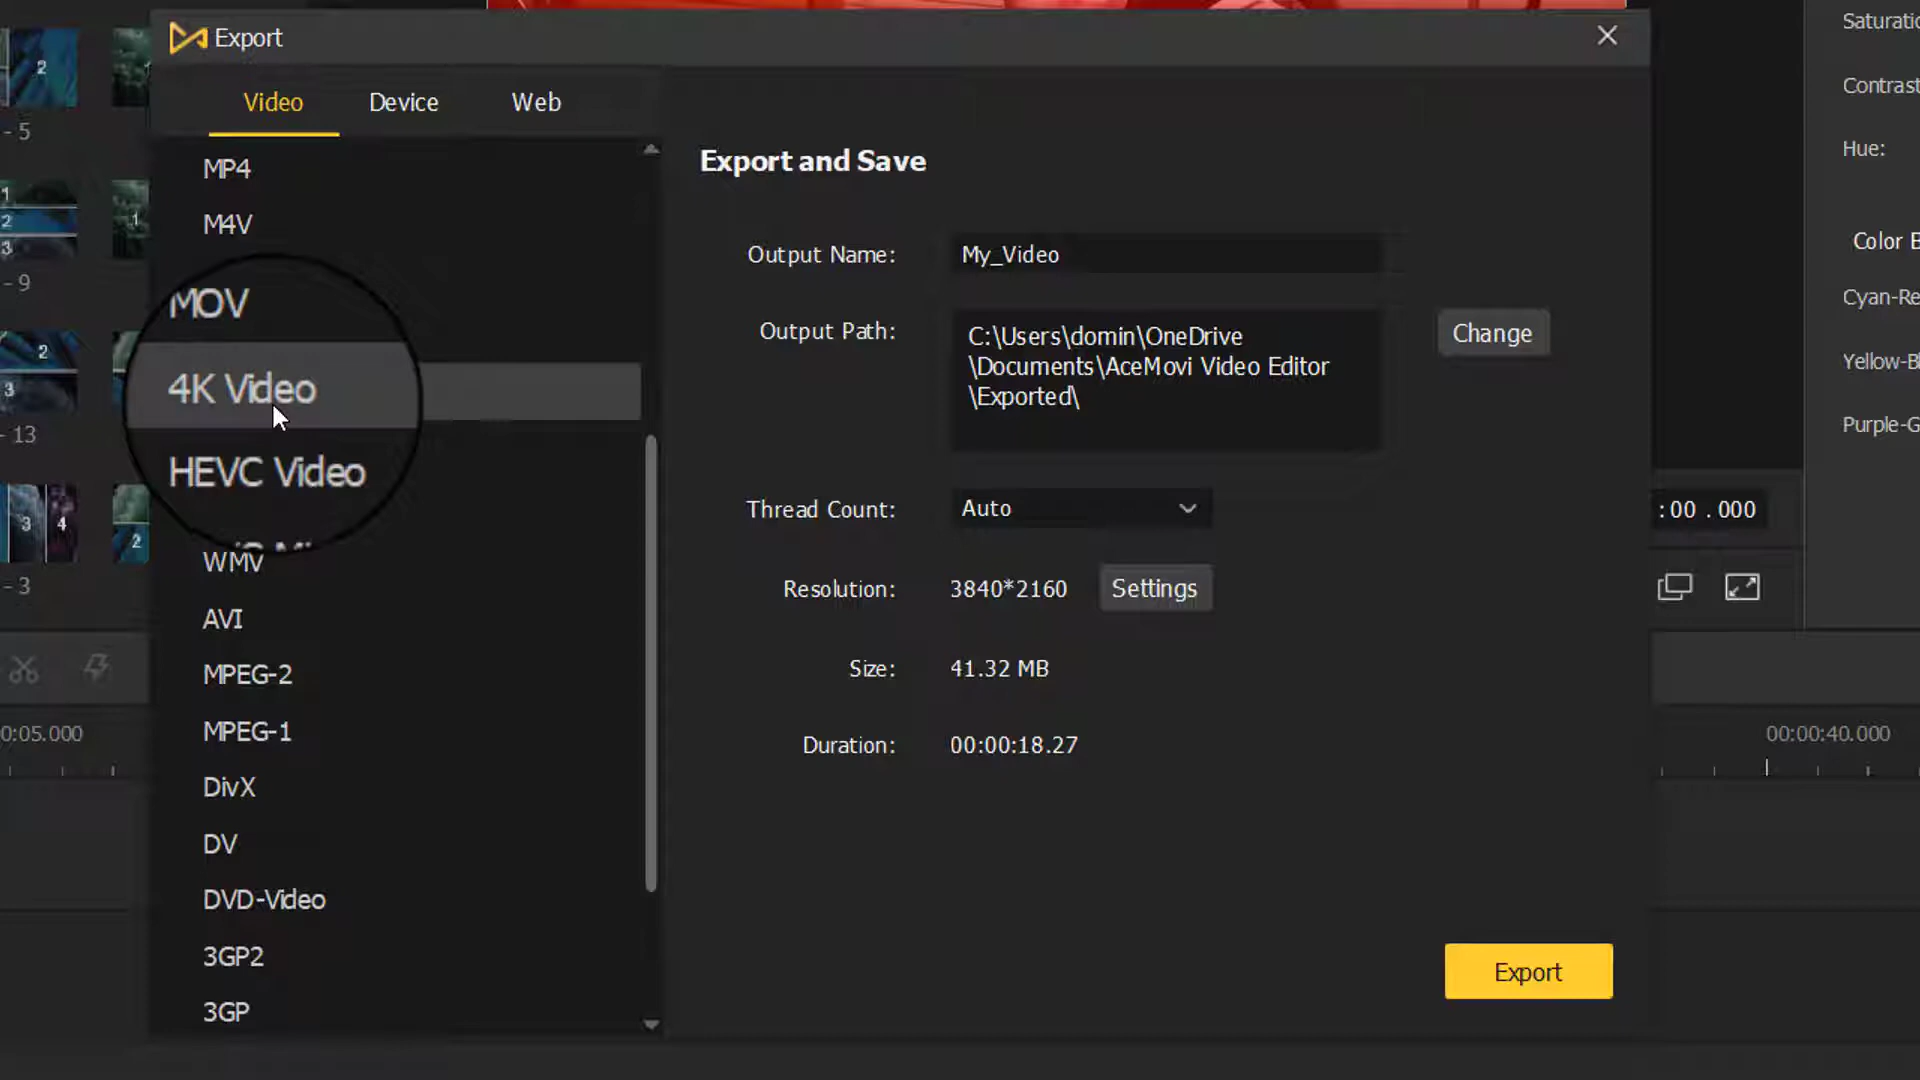 Export
Video
Device
Web
MP4
M4V
MOV
4K Video
HEVC Video
WMV
AVI
MPEG-2
MPEG-1
DivX
DV
DVD-Video
3GP2
3GP
Export and Save
Output Name:
My_Video
Output Path:
C:\Users\domin\OneDrive
\Documents\AceMovi Video Editor
\Exported\
Change
Thread Count:
Auto
Resolution:
3840*2160
Settings
Size:
41.32 MB
Duration:
00:00:18.27
Export
2
- 5
1
2
3
1
- 9
2
3
- 13
3
4
2
- 3
0:05.000
Saturatio
Contrast
Hue:
Color B
Cyan-Re
Yellow-Bl
Purple-G
:00 .000
00:00:40.000